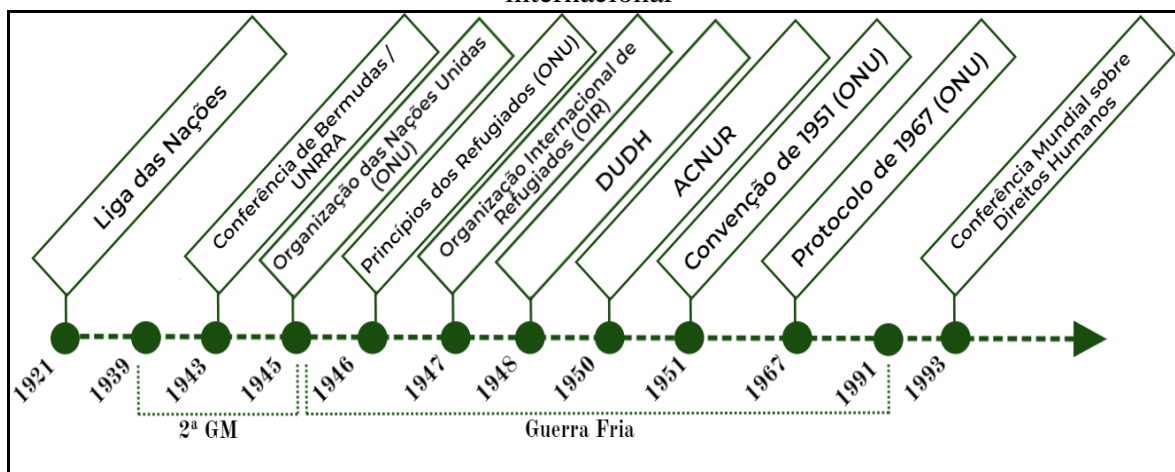 internacional
Liga das Nações
Conferência de Bermudas /
UNRRA
Organização das Nações Unidas
(ONU)
Princípios dos Refugiados (ONU)
Organização Internacional de
Refugiados (OIR)
DUDH
ACNUR
Convenção de 1951 (ONU)
Protocolo de 1967 (ONU)
Conferência Mundial sobre
Direitos Humanos
1921
1939
1943
1945
1946
1947
1948
1950
1951
1967
1991
1993
2ª GM
Guerra Fria